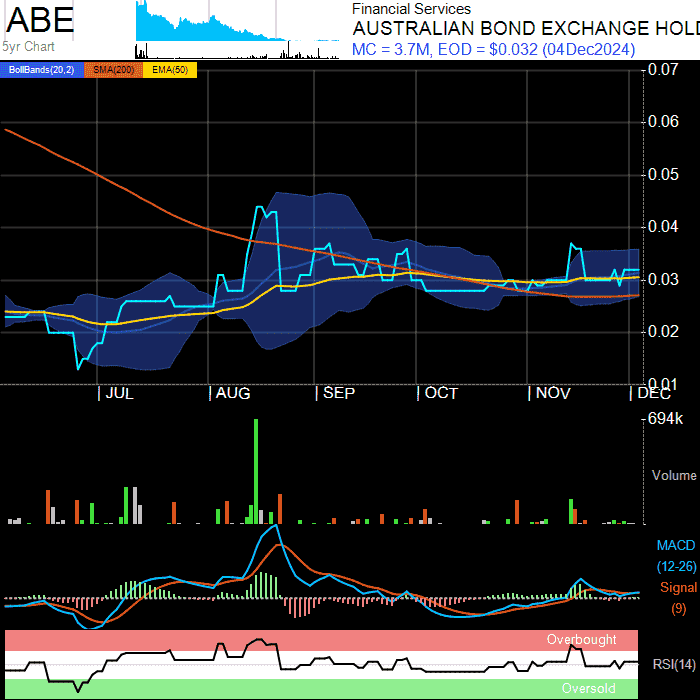 ABE
5yr Chart
Financial Services
AUSTRALIAN BOND EXCHANGE HOLD
MC = 3.7M, EOD = $0.032 (04Dec2024)
BollBands(20,2) SMA(200) EMA(50)
0.07
0.06
0.05
0.04
0.03
0.02
0.01
JUL AUG SEP OCT NOV DEC
694k
Volume
MACD
(12-26)
Signal
(9)
Overbought
RSI(14)
Oversold